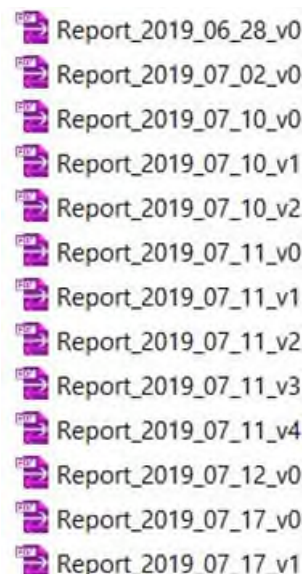 Report_2019_06_28_v0
Report_2019_07_02_v0
Report_2019_07_10_v0
Report_2019_07_10_v1
Report_2019_07_10_v2
Report_2019_07_11_v0
Report_2019_07_11_v1
Report_2019_07_11_v2
Report_2019_07_11_v3
Report_2019_07_11_v4
Report_2019_07_12_v0
Report_2019_07_17_v0
Report_2019_07_17_v1